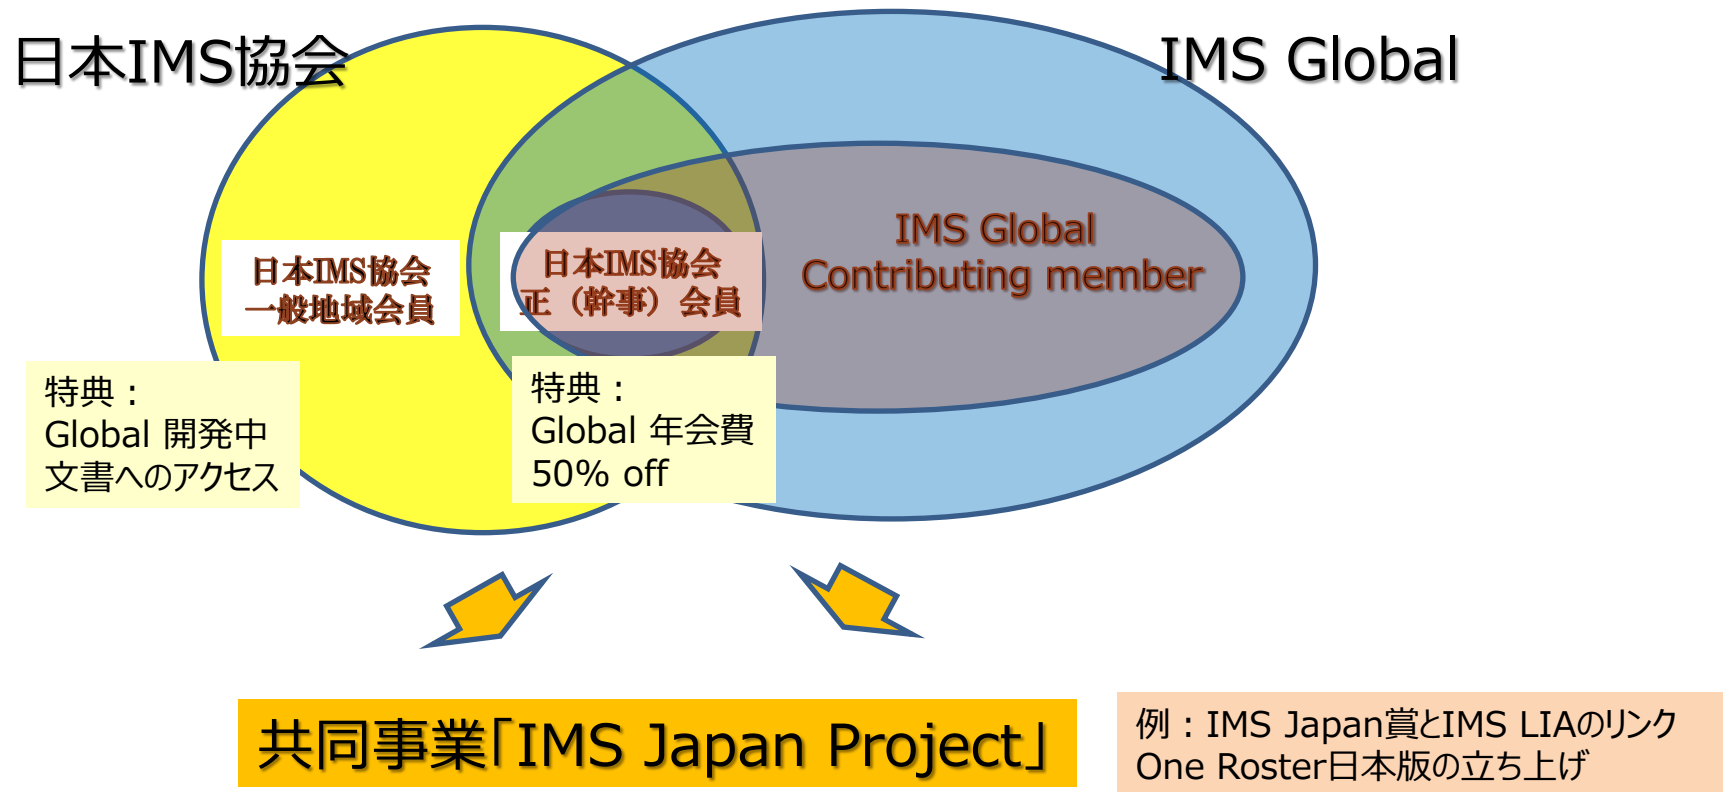 日本IMS協会
IMS Global
IMS Global
Contributing member
日本IMS協会
一般地域会員
日本IMS協会
正（幹事）会員
特典：
Global 開発中
文書へのアクセス
特典：
Global 年会費
50% off
共同事業「IMS Japan Project」
例：IMS Japan賞とIMS LIAのリンク
One Roster日本版の立ち上げ